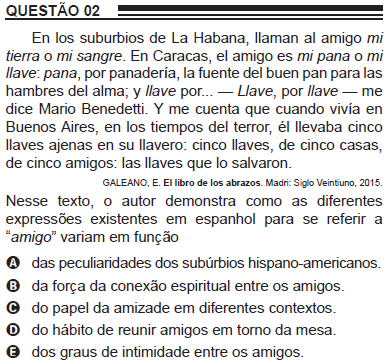 QUESTÃO 02
En los suburbios de La Habana, llaman al amigo mi
tierra o mi sangre. En Caracas, el amigo es mi pana o mi
llave: pana, por panadería, la fuente del buen pan para las
hambres del alma; y llave por... — Llave, por llave — me
dice Mario Benedetti. Y me cuenta que cuando vivía en
Buenos Aires, en los tiempos del terror, él llevaba cinco
llaves ajenas en su llavero: cinco llaves, de cinco casas,
de cinco amigos: las llaves que lo salvaron.
GALEANO, E. El libro de los abrazos. Madri: Siglo Veintiuno, 2015.
Nesse texto, o autor demonstra como as diferentes
expressões existentes em espanhol para se referir a
“amigo” variam em função
A das peculiaridades dos subúrbios hispano-americanos.
B da força da conexão espiritual entre os amigos.
C do papel da amizade em diferentes contextos.
D do hábito de reunir amigos em torno da mesa.
E dos graus de intimidade entre os amigos.